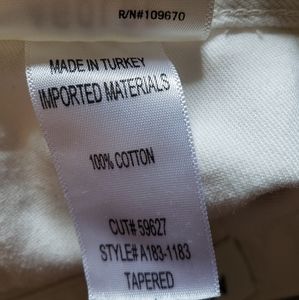 R/N#109670
MADE IN TURKEY
IMPORTED MATERIALS
100% COTTON
CUT# 59627
STYLE# A183-1183
TAPERED